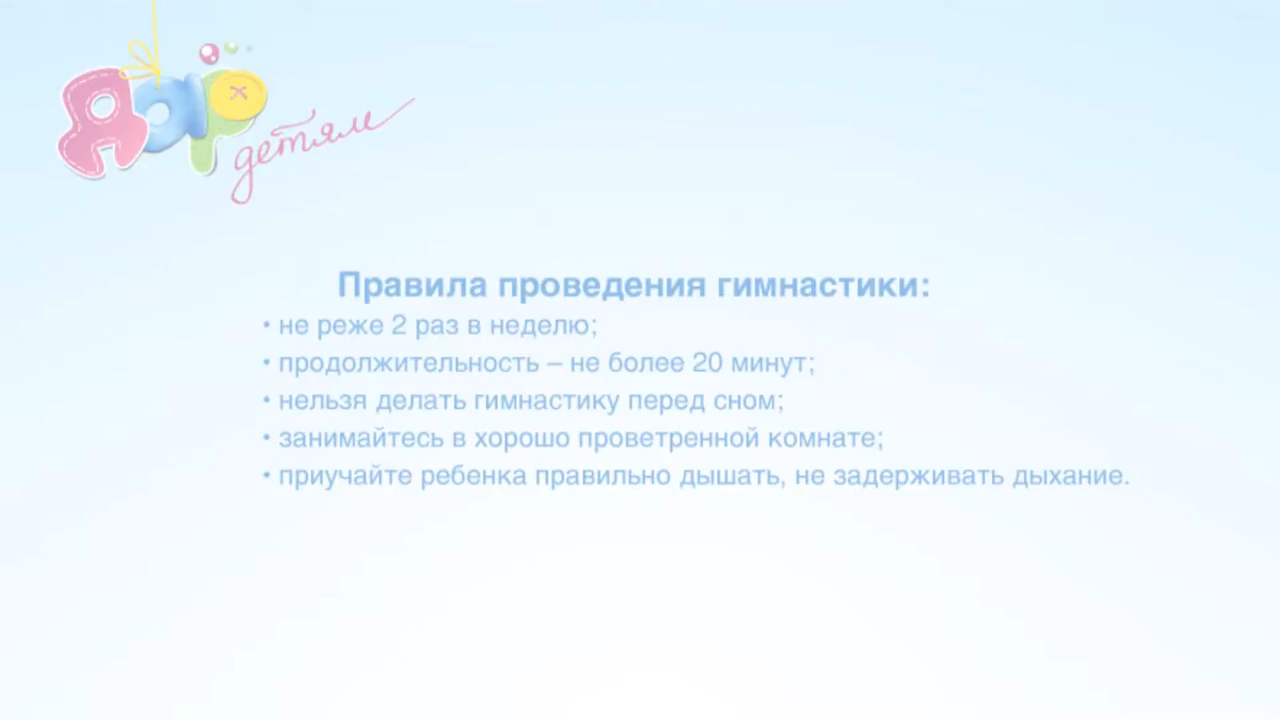 Дар
детям
Правила проведения гимнастики:
• не реже 2 раз в неделю;
• продолжительность – не более 20 минут;
• нельзя делать гимнастику перед сном;
• занимайтесь в хорошо проветренной комнате;
• приучайте ребенка правильно дышать, не задерживать дыхание.